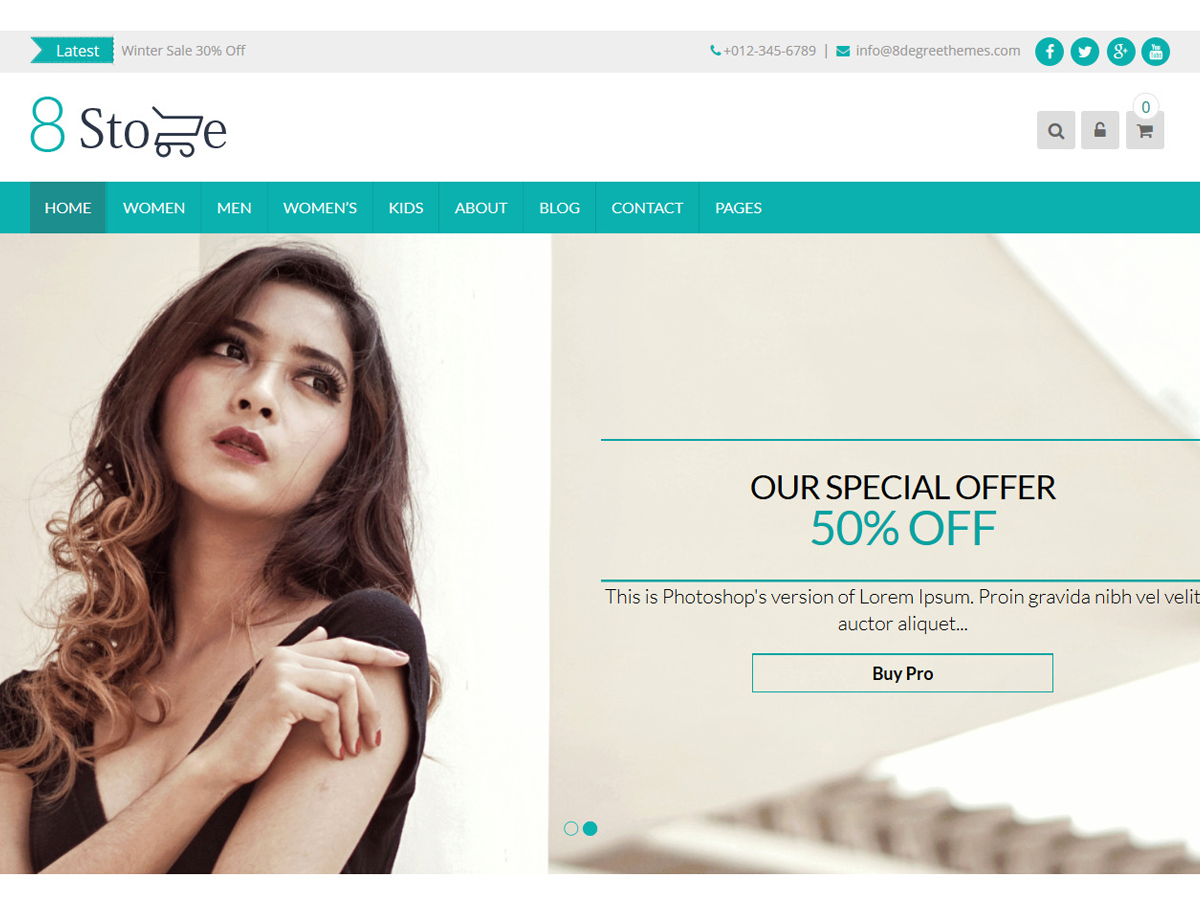 Latest Winter Sale 30% Off +012-345-6789 | info@8degreethemes.com
8 Store
0
HOME WOMEN MEN WOMEN'S KIDS ABOUT BLOG CONTACT PAGES
OUR SPECIAL OFFER
50% OFF
This is Photoshop's version of Lorem Ipsum. Proin gravida nibh vel velit
auctor aliquet...
Buy Pro